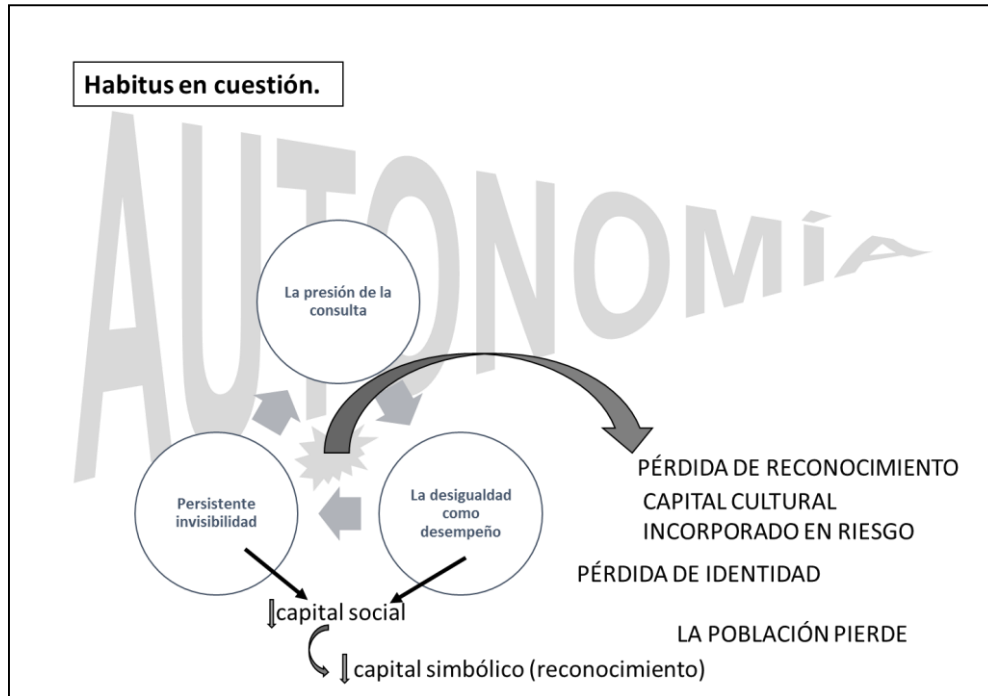 Habitus en cuestión.
AUTONOMÍA
La presión de la
consulta
Persistente
invisibilidad
La desigualdad
como
desempeño
PÉRDIDA DE RECONOCIMIENTO
CAPITAL CULTURAL
INCORPORADO EN RIESGO
PÉRDIDA DE IDENTIDAD
capital social
LA POBLACIÓN PIERDE
capital simbólico (reconocimiento)